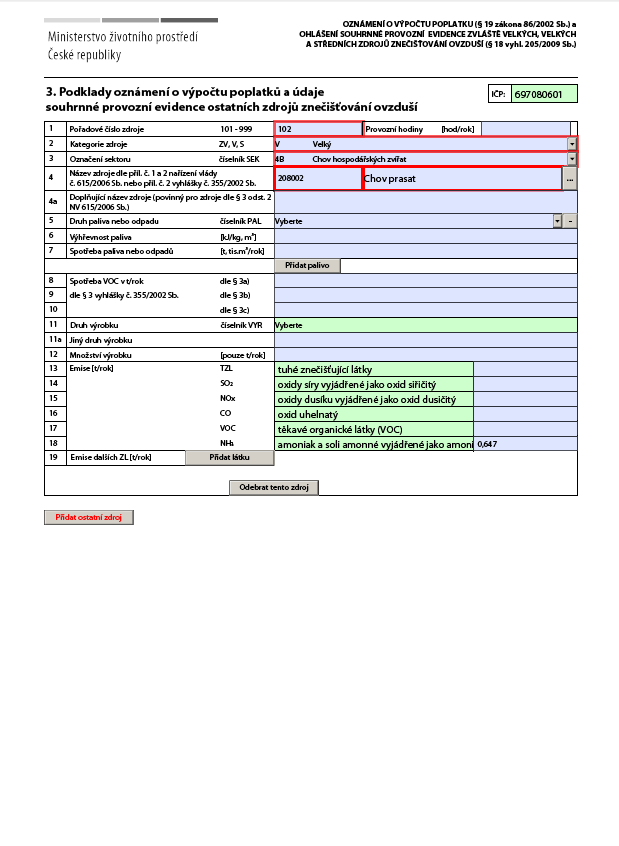 Ministerstvo životního prostředí
České republiky
OZNÁMENÍ O VÝPOČTU POPLATKU (§ 19 zákona 86/2002 Sb.) a
OHLÁŠENÍ SOUHRNNÉ PROVOZNÍ EVIDENCE ZVLÁŠTĚ VELKÝCH, VELKÝCH
A STŘEDNÍCH ZDROJŮ ZNEČIŠŤOVÁNÍ OVZDUŠÍ (§ 18 vyhl. 205/2009 Sb.)
3. Podklady oznámení o výpočtu poplatků a údaje
souhrnné provozní evidence ostatních zdrojů znečišťování ovzduší
IČP: 697080601
1 Pořadové číslo zdroje 101 - 999 102 Provozní hodiny [hod/rok]
2 Kategorie zdroje ZV, V, S V Velký
3 Označení sektoru číselník SEK 4B Chov hospodářských zvířat
4 Název zdroje dle příl. č. 1 a 2 nařízení vlády
č. 615/2006 Sb. nebo příl. č. 2 vyhlášky č. 355/2002 Sb. 208002 Chov prasat ...
4a Doplňující název zdroje (povinný pro zdroje dle § 3 odst. 2
NV 615/2006 Sb.)
5 Druh paliva nebo odpadu číselník PAL Vyberte -
6 Výhřevnost paliva [kJ/kg, m³]
7 Spotřeba paliva nebo odpadů [t, tis.m³/rok]
Přidat palivo
8 Spotřeba VOC v t/rok dle § 3a)
9 dle § 3 vyhlášky č. 355/2002 Sb. dle § 3b)
10 dle § 3c)
11 Druh výrobku číselník VYR Vyberte
11a Jiný druh výrobku
12 Množství výrobku [pouze t/rok]
13 Emise [t/rok] TZL tuhé znečišťující látky
14 SO₂ oxidy síry vyjádřené jako oxid siřičitý
15 NOx oxidy dusíku vyjádřené jako oxid dusičitý
16 CO oxid uhelnatý
17 VOC těkavé organické látky (VOC)
18 NH₃ amoniak a soli amonné vyjádřené jako amoni 0,647
19 Emise dalších ZL [t/rok] Přidat látku
Odebrat tento zdroj
Přidat ostatní zdroj